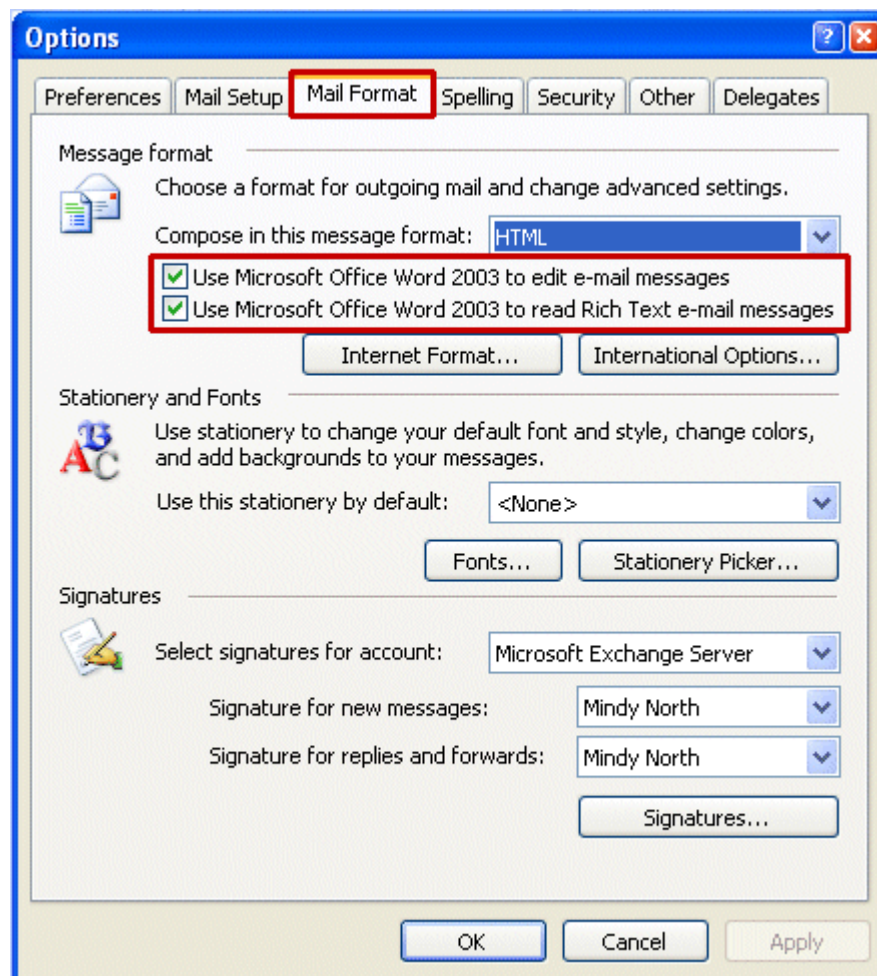 Options
Preferences Mail Setup Mail Format Spelling Security Other Delegates
Message format
Choose a format for outgoing mail and change advanced settings.
Compose in this message format: HTML
Use Microsoft Office Word 2003 to edit e-mail messages
Use Microsoft Office Word 2003 to read Rich Text e-mail messages
Internet Format... International Options...
Stationery and Fonts
Use stationery to change your default font and style, change colors,
and add backgrounds to your messages.
Use this stationery by default: <None>
Fonts... Stationery Picker...
Signatures
Select signatures for account: Microsoft Exchange Server
Signature for new messages: Mindy North
Signature for replies and forwards: Mindy North
Signatures...
OK Cancel Apply